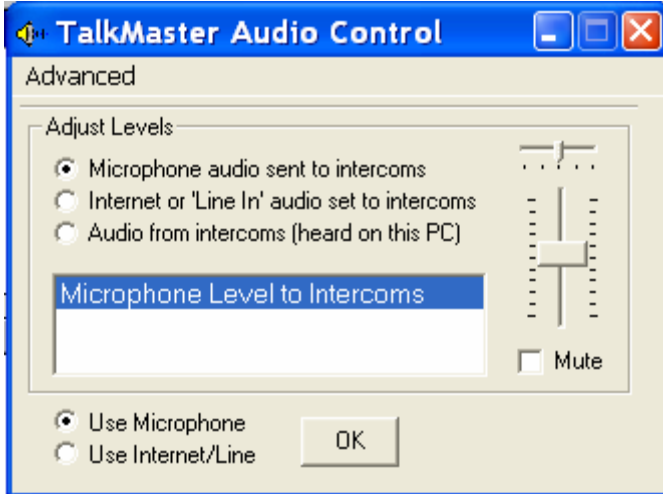 TalkMaster Audio Control
Advanced
Adjust Levels
Microphone audio sent to intercoms
Internet or 'Line In' audio set to intercoms
Audio from intercoms (heard on this PC)
Microphone Level to Intercoms
Mute
Use Microphone
Use Internet/Line
OK